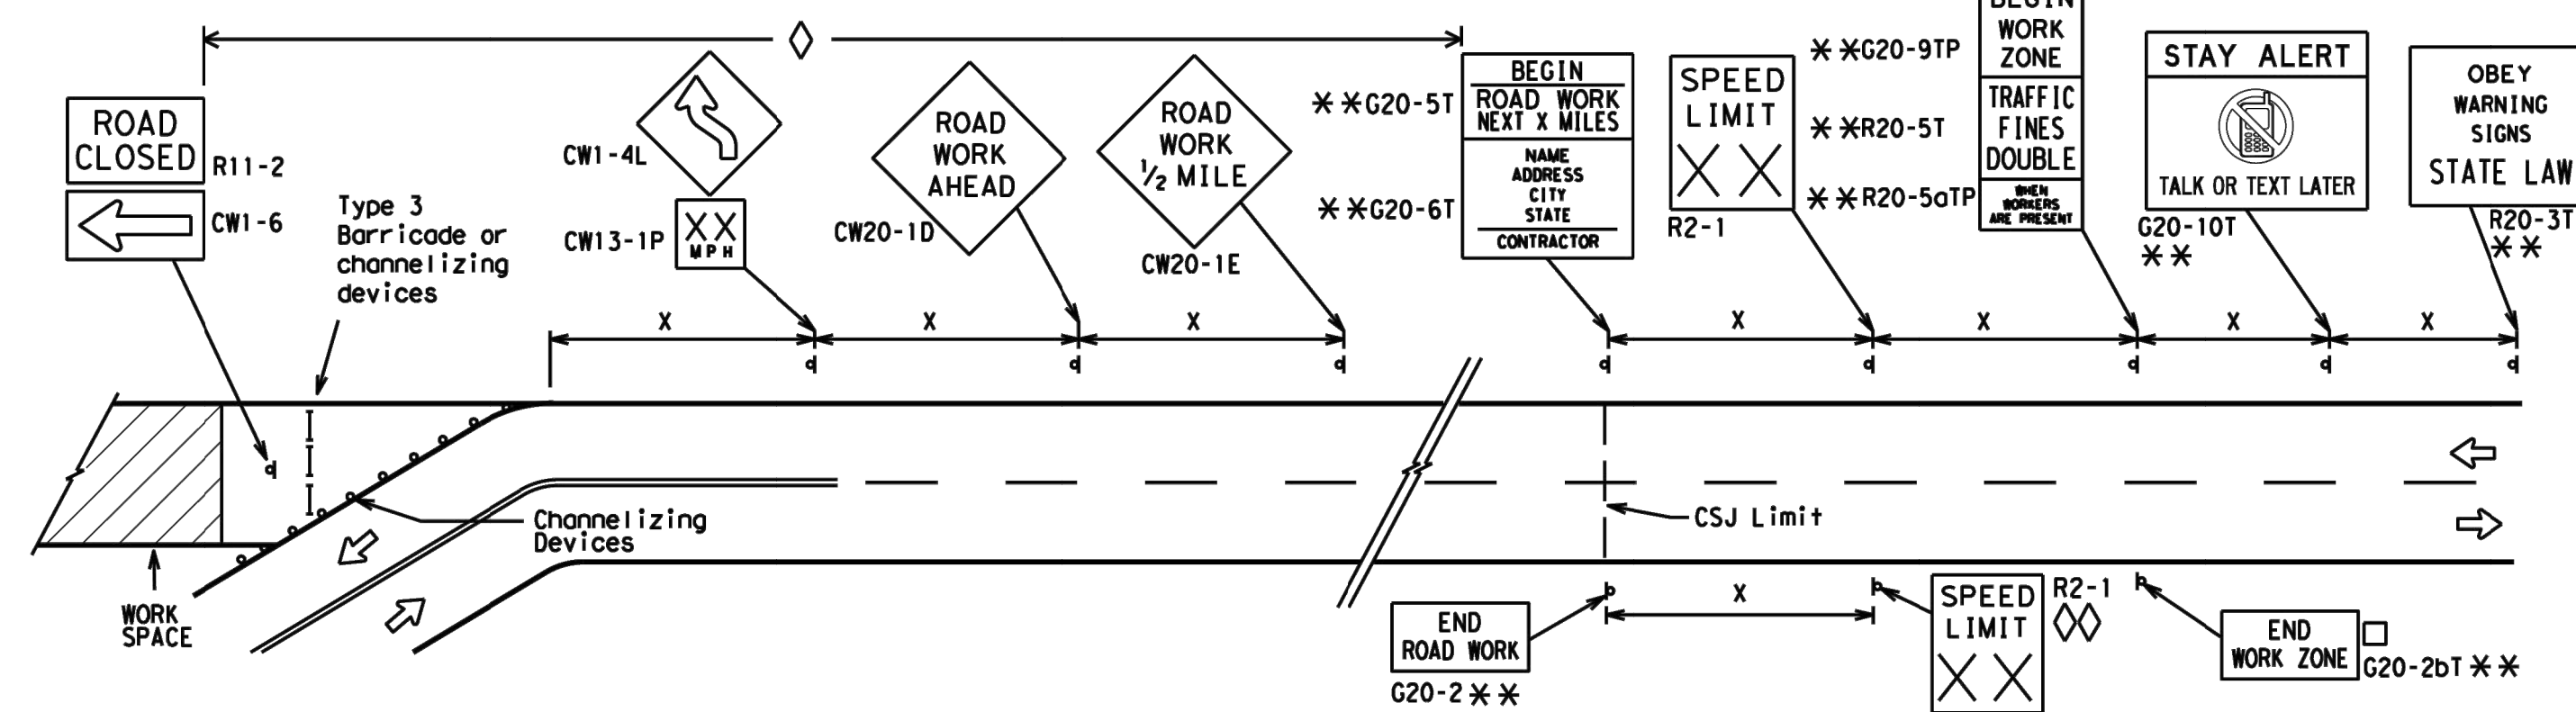 ROAD
CLOSED
R11-2
CW1-6
Type 3
Barricade or
channelizing
devices
CW1-4L
XX
MPH
CW13-1P
ROAD
WORK
AHEAD
CW20-1D
ROAD
WORK
1/2 MILE
CW20-1E
**G20-5T
BEGIN
ROAD WORK
NEXT X MILES
**G20-6T
NAME
ADDRESS
CITY
STATE
CONTRACTOR
SPEED
LIMIT
XX
R2-1
**G20-9TP
BEGIN
WORK
ZONE
**R20-5T
TRAFFIC
FINES
DOUBLE
**R20-5aTP
WHEN
WORKERS
ARE PRESENT
STAY ALERT
TALK OR TEXT LATER
G20-10T
**
OBEY
WARNING
SIGNS
STATE LAW
R20-3T
**
X
X
X
X
X
X
X
Channelizing
Devices
CSJ Limit
WORK
SPACE
END
ROAD WORK
G20-2**
X
SPEED
LIMIT
XX
R2-1
END
WORK ZONE
G20-2bT**